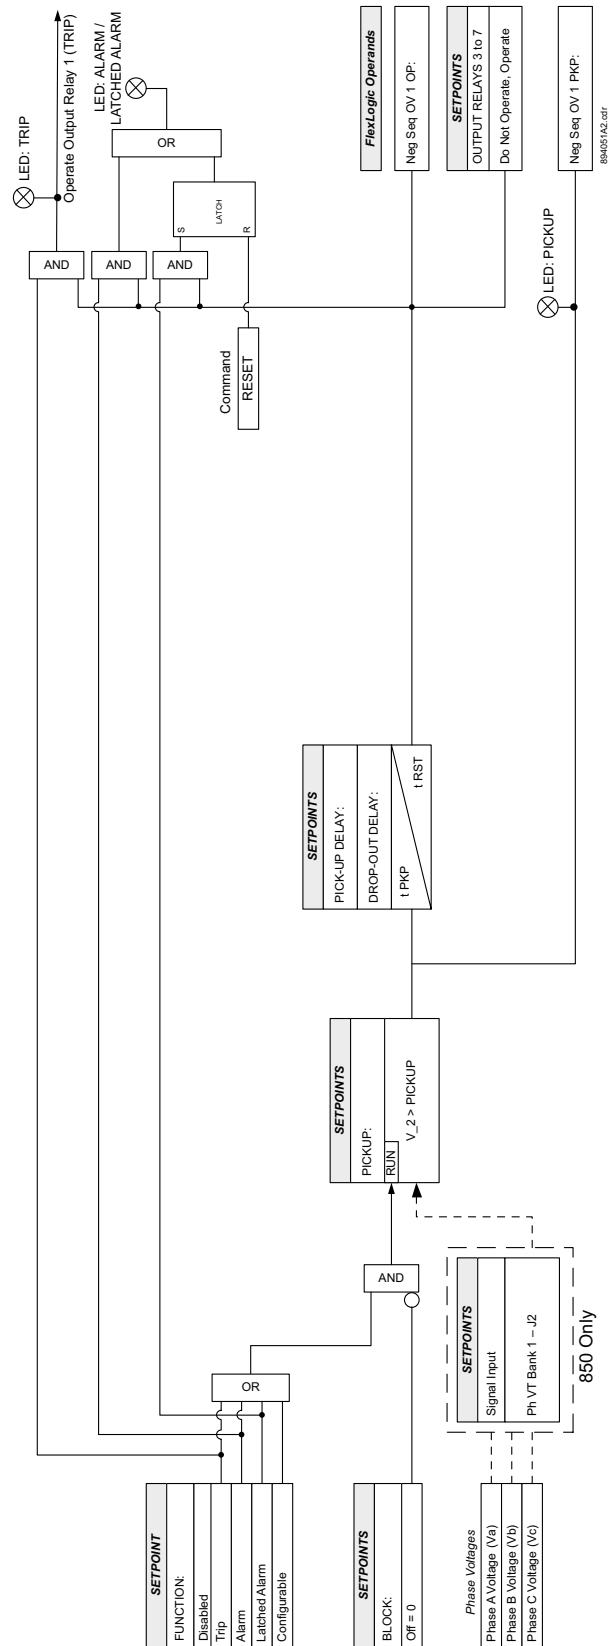 SETPOINT
FUNCTION:
Disabled
Trip
Alarm
Latched Alarm
Configurable
SETPOINTS
BLOCK:
Off = 0
Phase Voltages
Phase A Voltage (Va)
Phase B Voltage (Vb)
Phase C Voltage (Vc)
OR
AND
SETPOINTS
Signal Input
Ph VT Bank 1 – J2
850 Only
SETPOINTS
PICKUP:
RUN
V_2 > PICKUP
SETPOINTS
PICK-UP DELAY:
DROP-OUT DELAY:
t PKP
t RST
AND
AND
AND
Command
RESET
S
R
LATCH
OR
LED: TRIP
Operate Output Relay 1 (TRIP)
LED: ALARM /
LATCHED ALARM
LED: PICKUP
FlexLogic Operands
Neg Seq OV 1 OP:
SETPOINTS
OUTPUT RELAYS 3 to 7
Do Not Operate, Operate
Neg Seq OV 1 PKP:
894051A2.cdr